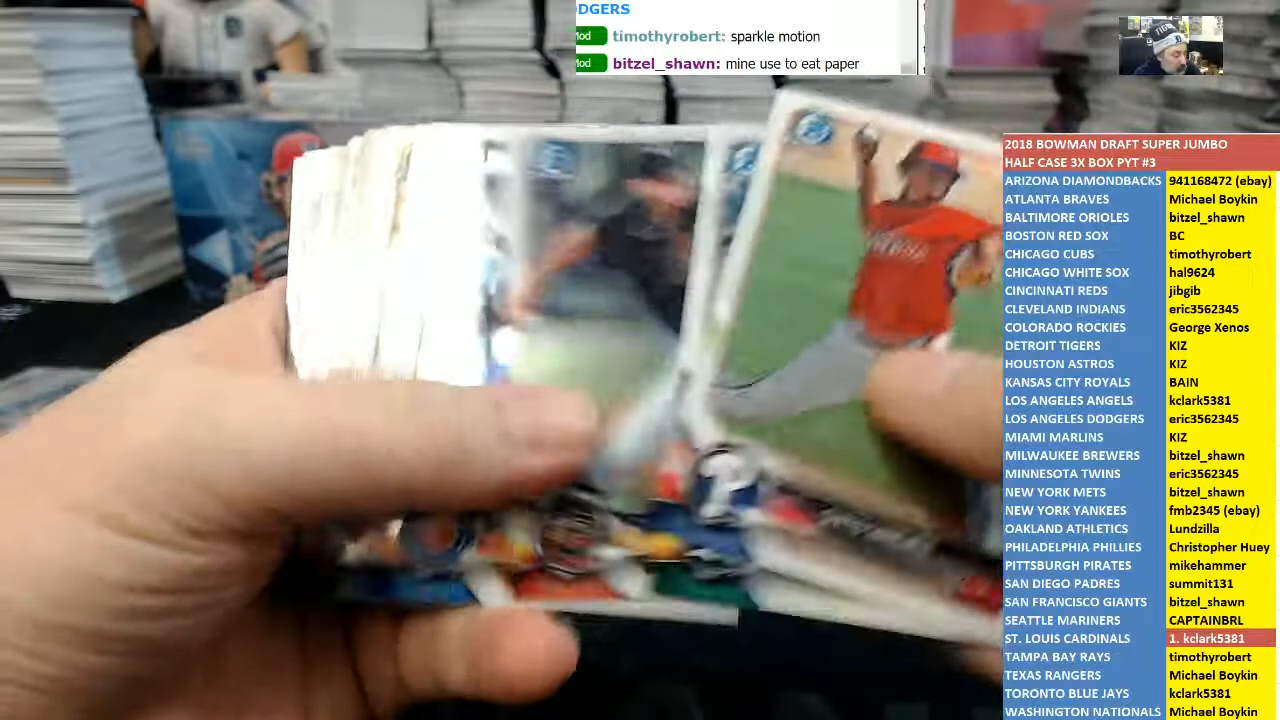 DGERS
Mod timothyrobert: sparkle motion
Mod bitzel_shawn: mine use to eat paper
2018 BOWMAN DRAFT SUPER JUMBO
HALF CASE 3X BOX PYT #3
ARIZONA DIAMONDBACKS 941168472 (ebay)
ATLANTA BRAVES Michael Boykin
BALTIMORE ORIOLES bitzel_shawn
BOSTON RED SOX BC
CHICAGO CUBS timothyrobert
CHICAGO WHITE SOX hal9624
CINCINNATI REDS jibgib
CLEVELAND INDIANS eric3562345
COLORADO ROCKIES George Xenos
DETROIT TIGERS KIZ
HOUSTON ASTROS KIZ
KANSAS CITY ROYALS BAIN
LOS ANGELES ANGELS kclark5381
LOS ANGELES DODGERS eric3562345
MIAMI MARLINS KIZ
MILWAUKEE BREWERS bitzel_shawn
MINNESOTA TWINS eric3562345
NEW YORK METS bitzel_shawn
NEW YORK YANKEES fmb2345 (ebay)
OAKLAND ATHLETICS Lundzilla
PHILADELPHIA PHILLIES Christopher Huey
PITTSBURGH PIRATES mikehammer
SAN DIEGO PADRES summit131
SAN FRANCISCO GIANTS bitzel_shawn
SEATTLE MARINERS CAPTAINBRL
ST. LOUIS CARDINALS 1. kclark5381
TAMPA BAY RAYS timothyrobert
TEXAS RANGERS Michael Boykin
TORONTO BLUE JAYS kclark5381
WASHINGTON NATIONALS Michael Boykin